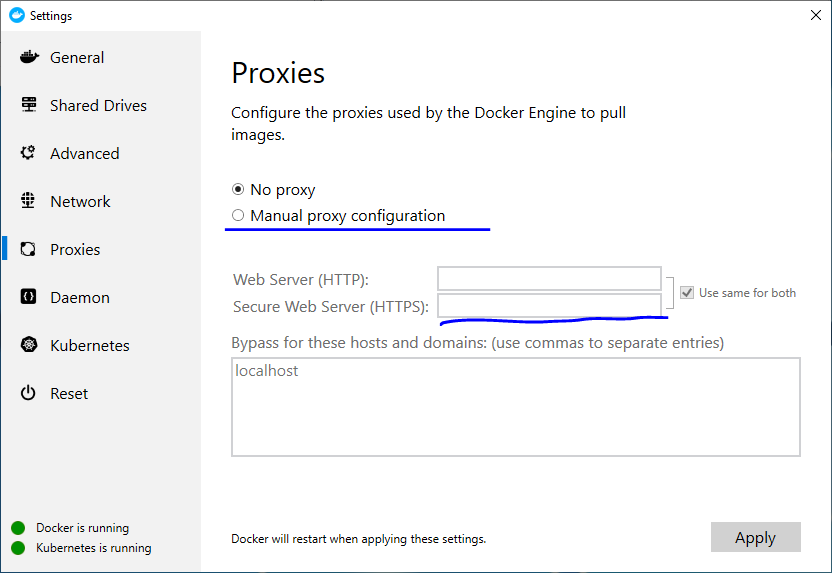 Settings
General
Shared Drives
Advanced
Network
Proxies
Daemon
Kubernetes
Reset
Docker is running
Kubernetes is running
Proxies
Configure the proxies used by the Docker Engine to pull
images.
No proxy
Manual proxy configuration
Web Server (HTTP):
Secure Web Server (HTTPS):
Use same for both
Bypass for these hosts and domains: (use commas to separate entries)
localhost
Docker will restart when applying these settings.
Apply